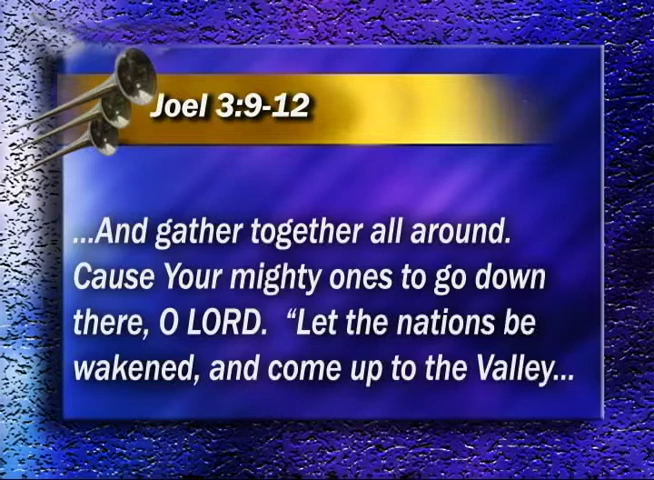 Joel 3:9-12
...And gather together all around.
Cause Your mighty ones to go down
there, O LORD.  “Let the nations be
wakened, and come up to the Valley...